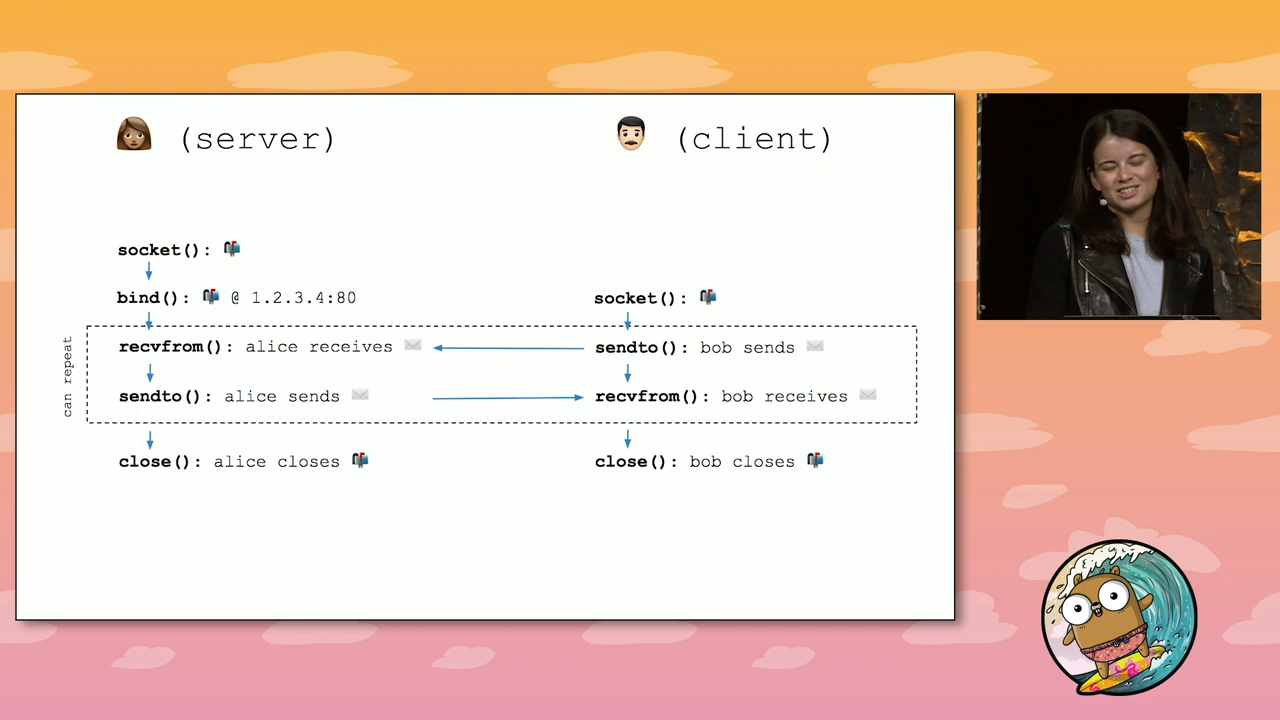 (server)
(client)
socket():
bind(): @ 1.2.3.4:80
socket():
can repeat
recvfrom(): alice receives
sendto(): bob sends
sendto(): alice sends
recvfrom(): bob receives
close(): alice closes
close(): bob closes